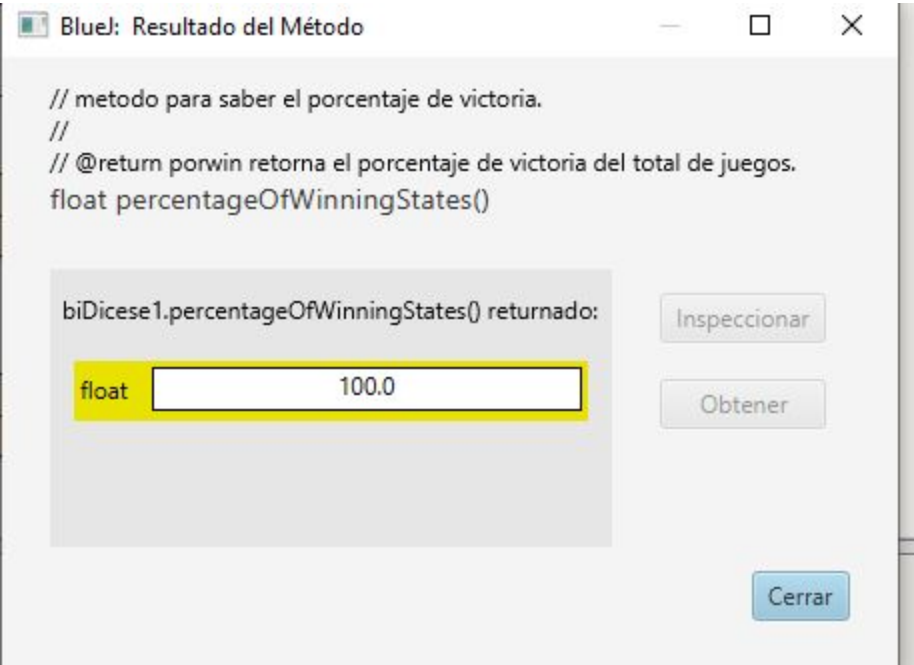 BlueJ: Resultado del Método
// metodo para saber el porcentaje de victoria.
//
// @return porwin retorna el porcentaje de victoria del total de juegos.
float percentageOfWinningStates()
biDicese1.percentageOfWinningStates() returnado:
float 100.0
Inspeccionar
Obtener
Cerrar